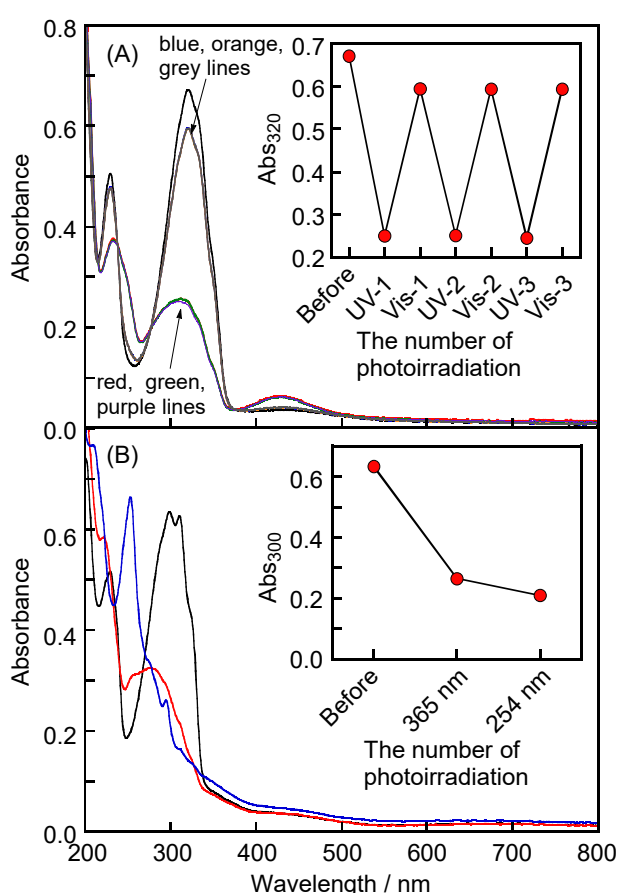 (A)
blue, orange,
grey lines
red, green,
purple lines
Absorbance
0.8
0.6
0.4
0.2
0.0
Abs320
0.7
0.6
0.5
0.4
0.3
0.2
Before
UV-1
Vis-1
UV-2
Vis-2
UV-3
Vis-3
The number of
photoirradiation
(B)
Absorbance
0.6
0.4
0.2
0.0
Abs300
0.6
0.4
0.2
0.0
Before
365 nm
254 nm
The number of
photoirradiation
200 300 400 500 600 700 800
Wavelength / nm